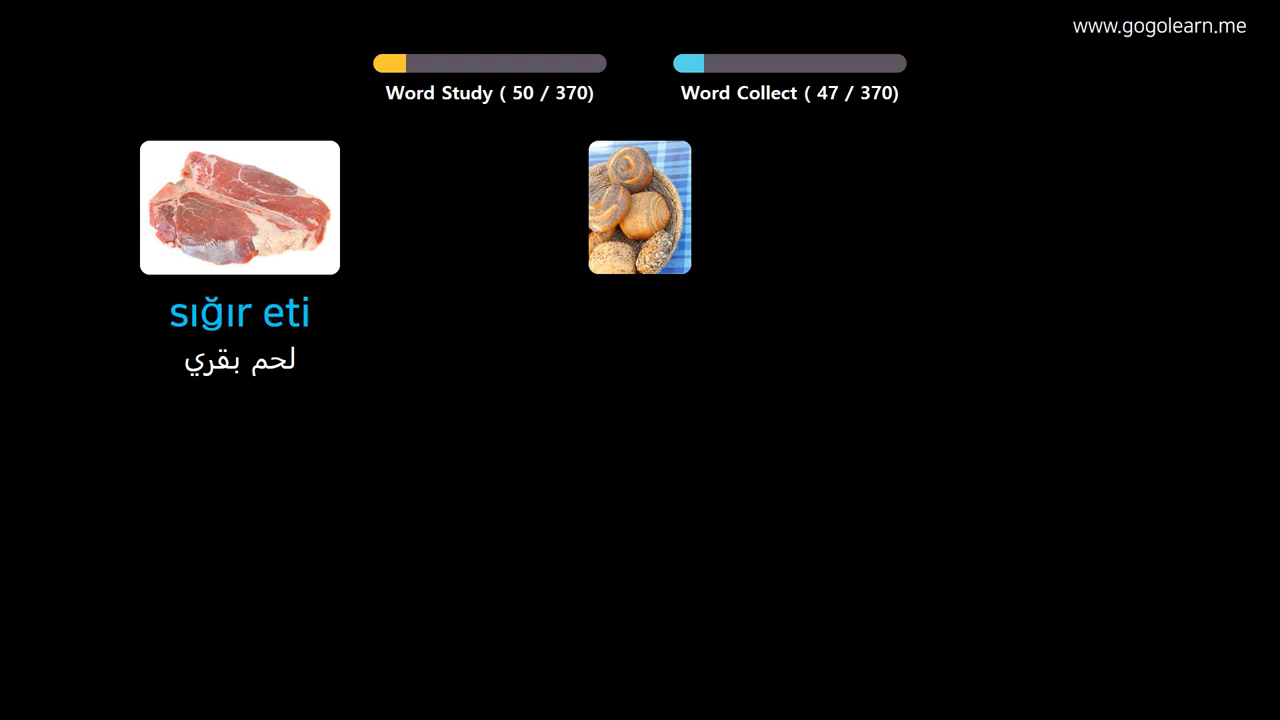 www.gogolearn.me
Word Study ( 50 / 370)
Word Collect ( 47 / 370)
sığır eti
لحم بقري